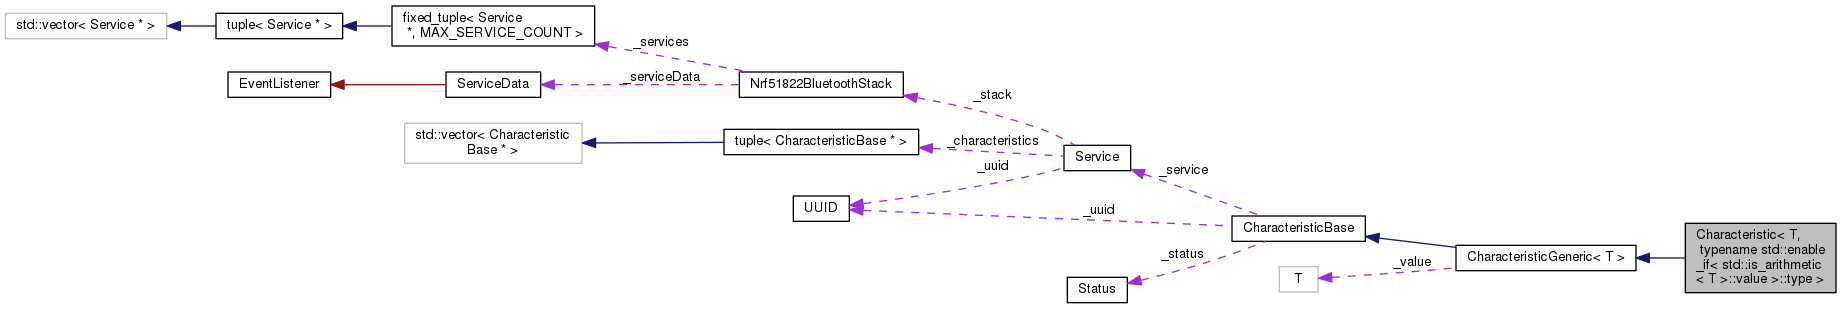 std::vector< Service * >
tuple< Service * >
fixed_tuple< Service
*, MAX_SERVICE_COUNT >
_services
EventListener
ServiceData
_serviceData
Nrf51822BluetoothStack
_stack
std::vector< Characteristic
Base * >
tuple< CharacteristicBase * >
_characteristics
Service
_uuid
_service
UUID
_uuid
CharacteristicBase
_status
Status
_value
T
CharacteristicGeneric< T >
Characteristic< T,
typename std::enable
_if< std::is_arithmetic
< T >::value >::type >